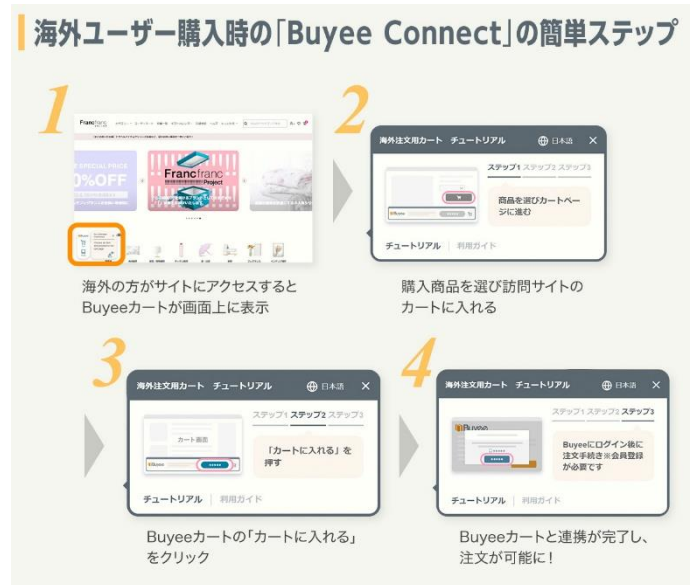 海外ユーザー購入時の「Buyee Connect」の簡単ステップ
1
Francfranc
SPECIAL PRICE
%OFF
Francfranc
Project
海外の方がサイトにアクセスすると
Buyeeカートが画面上に表示
2
海外注文用カート チュートリアル
日本語
ステップ1 ステップ2 ステップ3
商品を選びカートペー
ジに進む
チュートリアル
利用ガイド
購入商品を選び訪問サイトの
カートに入れる
3
海外注文用カート チュートリアル
日本語
ステップ1 ステップ2 ステップ3
カート画面
「カートに入れる」を
押す
チュートリアル
利用ガイド
Buyeeカートの「カートに入れる」
をクリック
4
海外注文用カート チュートリアル
日本語
ステップ1 ステップ2 ステップ3
Buyee
Buyeeにログイン後に
注文手続き※会員登録
が必要です
チュートリアル
利用ガイド
Buyeeカートと連携が完了し、
注文が可能に!